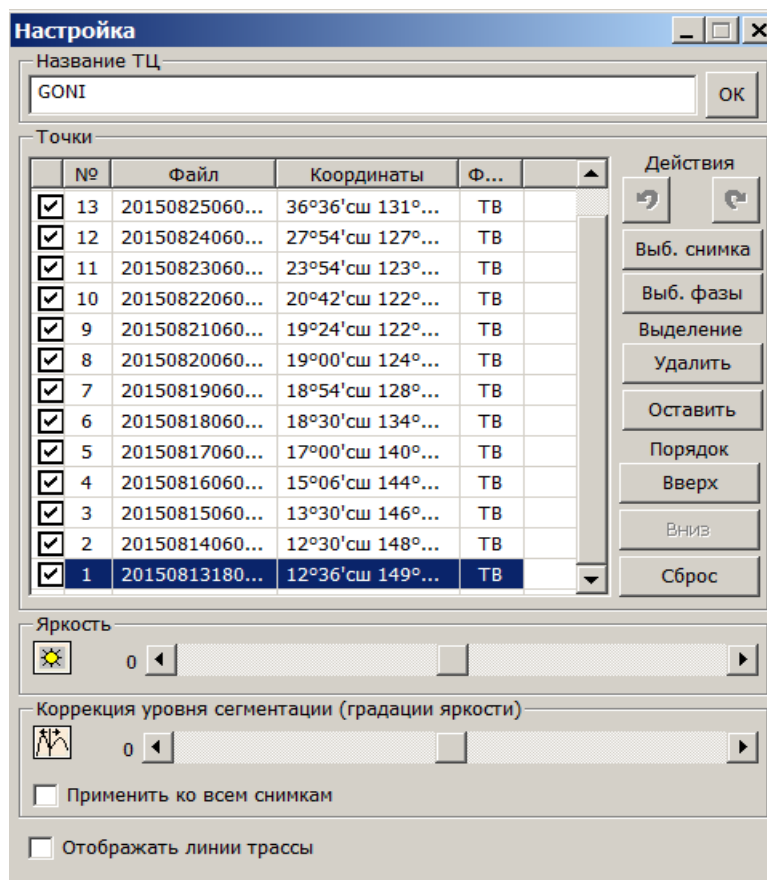 Настройка
Название ТЦ
GONI
ОК
Точки
№ Файл Координаты Ф...
13 20150825060... 36°36'сш 131°... ТВ
12 20150824060... 27°54'сш 127°... ТВ
11 20150823060... 23°54'сш 123°... ТВ
10 20150822060... 20°42'сш 122°... ТВ
9 20150821060... 19°24'сш 122°... ТВ
8 20150820060... 19°00'сш 124°... ТВ
7 20150819060... 18°54'сш 128°... ТВ
6 20150818060... 18°30'сш 134°... ТВ
5 20150817060... 17°00'сш 140°... ТВ
4 20150816060... 15°06'сш 144°... ТВ
3 20150815060... 13°30'сш 146°... ТВ
2 20150814060... 12°30'сш 148°... ТВ
1 20150813180... 12°36'сш 149°... ТВ
Действия
Выб. снимка
Выб. фазы
Выделение
Удалить
Оставить
Порядок
Вверх
Вниз
Сброс
Яркость
0
Коррекция уровня сегментации (градации яркости)
0
Применить ко всем снимкам
Отображать линии трассы